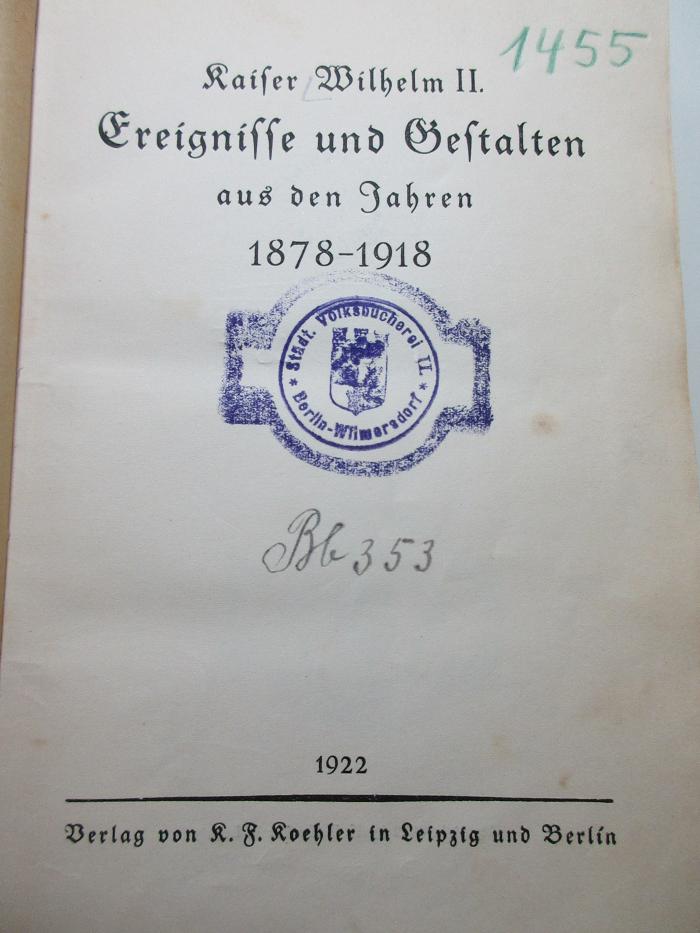 1455
Kaiser Wilhelm II.
Ereignisse und Gestalten
aus den Jahren
1878-1918
Städt. Volksbücherei II.
* Berlin-Wilmersdorf *
Bb 353
1922
Verlag von K. F. Koehler in Leipzig und Berlin